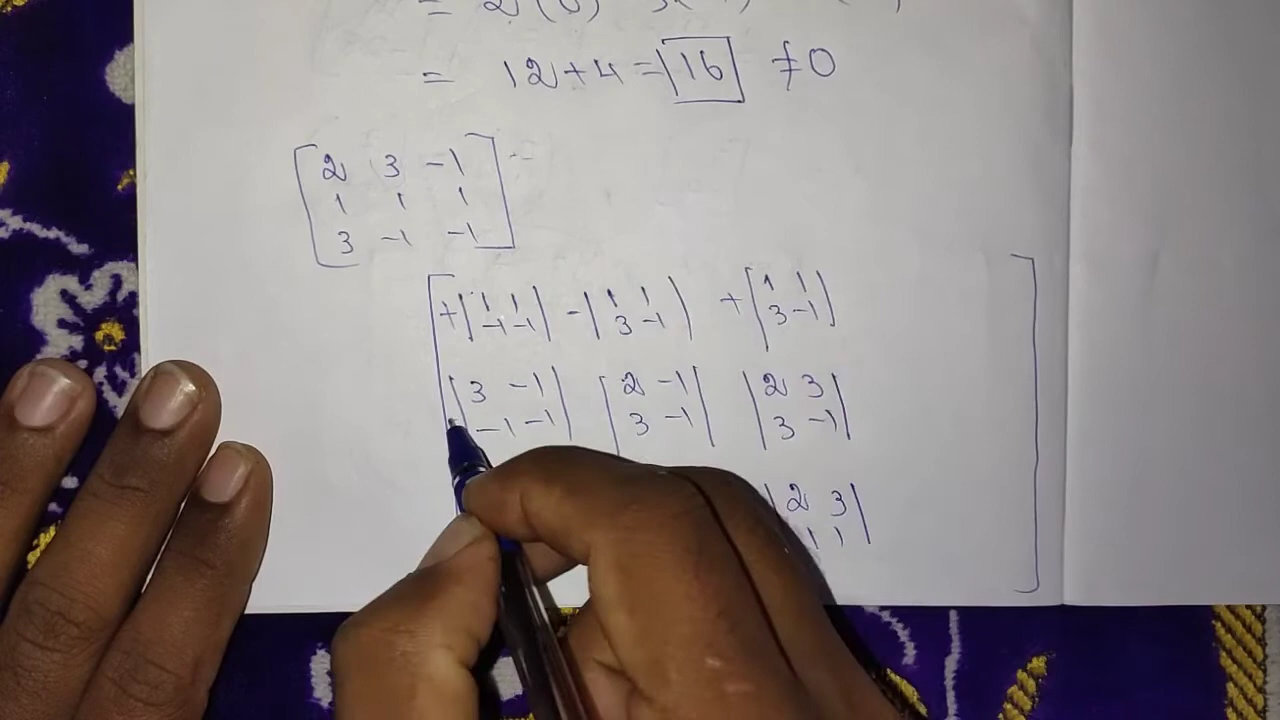 = 12+4 = 16 ≠0
2 3 -1
1 1 1
3 -1 -1
+|1 1| -|1 1| +|1 1|
-1 -1 3 -1 3 -1
|3 -1| |2 -1| |2 3|
-1 -1 3 -1 3 -1
|2 3|
1 1